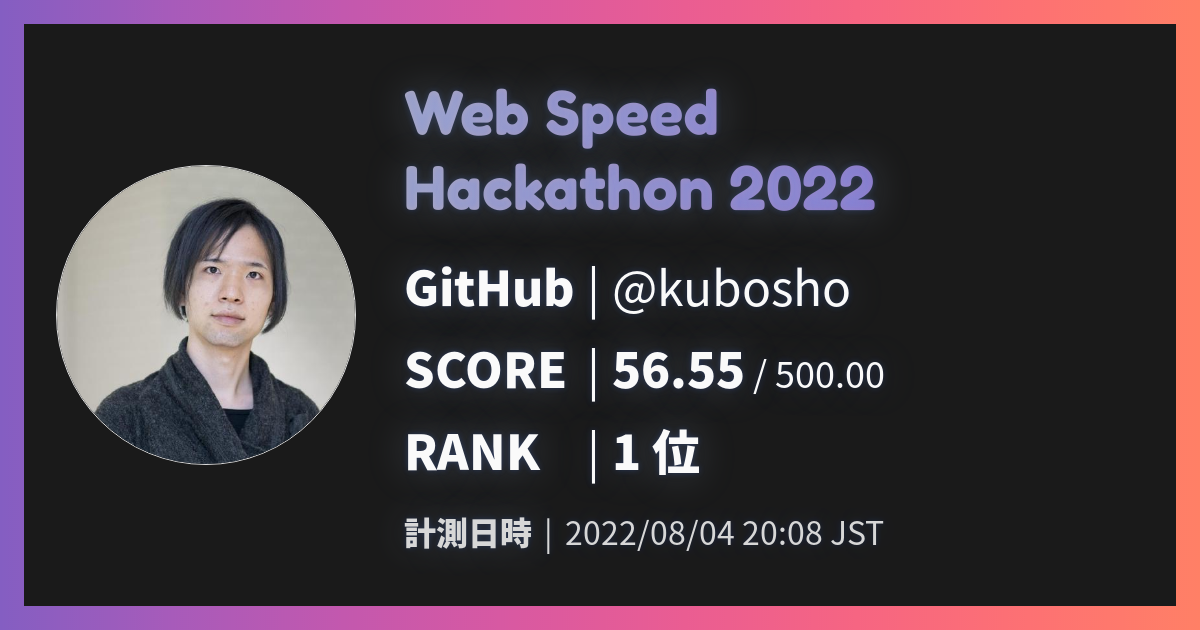 Web Speed
Hackathon 2022
GitHub | @kubosho
SCORE | 56.55 / 500.00
RANK | 1 位
計測日時 | 2022/08/04 20:08 JST